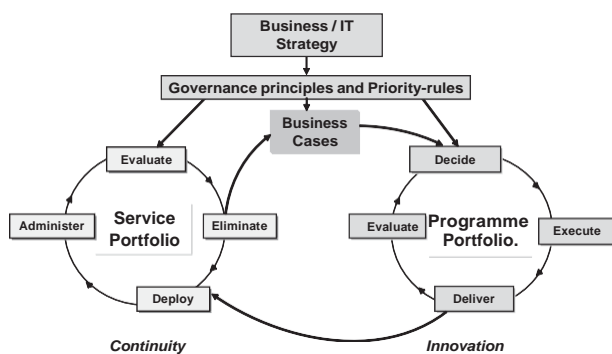 Business / IT
Strategy
Governance principles and Priority-rules
Business
Cases
Evaluate
Decide
Administer
Service
Portfolio
Eliminate
Evaluate
Programme
Portfolio.
Execute
Deploy
Deliver
Continuity
Innovation